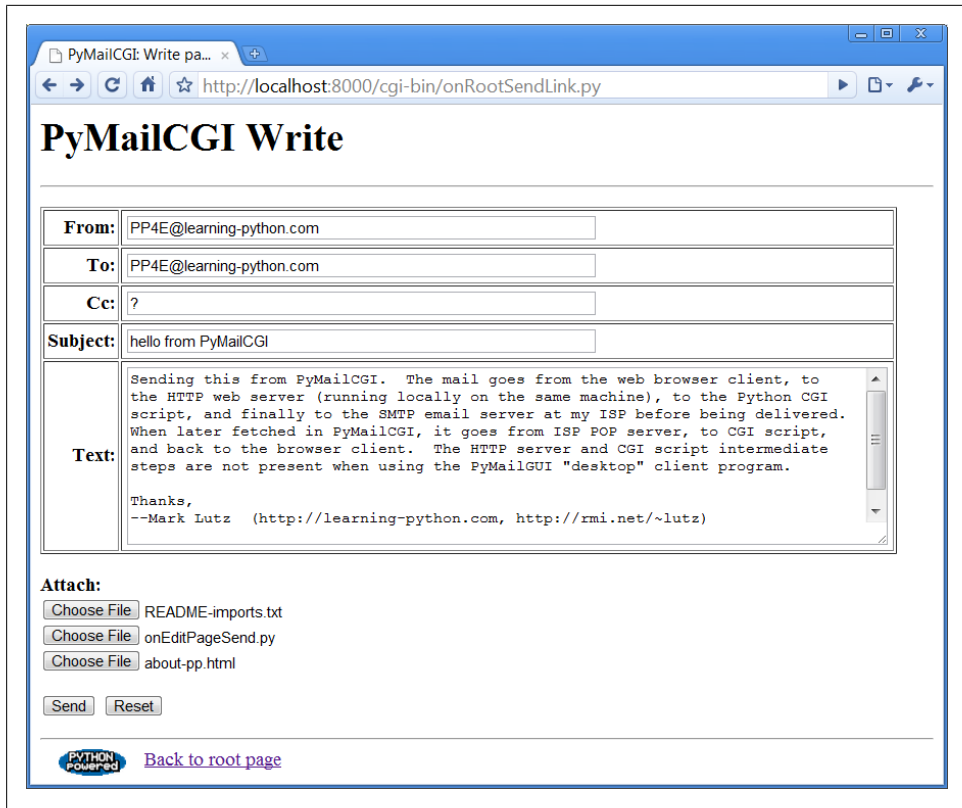 PyMailCGI: Write pa...
http://localhost:8000/cgi-bin/onRootSendLink.py
PyMailCGI Write
From: PP4E@learning-python.com
To: PP4E@learning-python.com
Cc: ?
Subject: hello from PyMailCGI
Text:
Sending this from PyMailCGI.  The mail goes from the web browser client, to
the HTTP web server (running locally on the same machine), to the Python CGI
script, and finally to the SMTP email server at my ISP before being delivered.
When later fetched in PyMailCGI, it goes from ISP POP server, to CGI script,
and back to the browser client.  The HTTP server and CGI script intermediate
steps are not present when using the PyMailGUI "desktop" client program.
Thanks,
--Mark Lutz  (http://learning-python.com, http://rmi.net/~lutz)
Attach:
Choose File README-imports.txt
Choose File onEditPageSend.py
Choose File about-pp.html
Send Reset
PYTHON
Powered
Back to root page